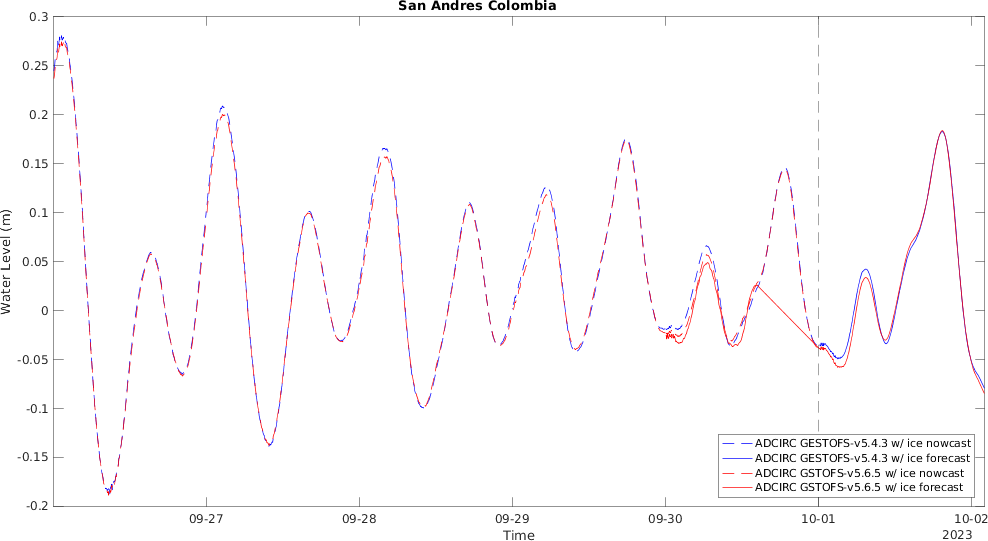 San Andres Colombia
0.3
0.25
0.2
0.15
0.1
0.05
0
-0.05
-0.1
-0.15
-0.2
Water Level (m)
ADCIRC GESTOFS-v5.4.3 w/ ice nowcast
ADCIRC GESTOFS-v5.4.3 w/ ice forecast
ADCIRC GSTOFS-v5.6.5 w/ ice nowcast
ADCIRC GSTOFS-v5.6.5 w/ ice forecast
09-27 09-28 09-29 09-30 10-01 10-02
Time 2023